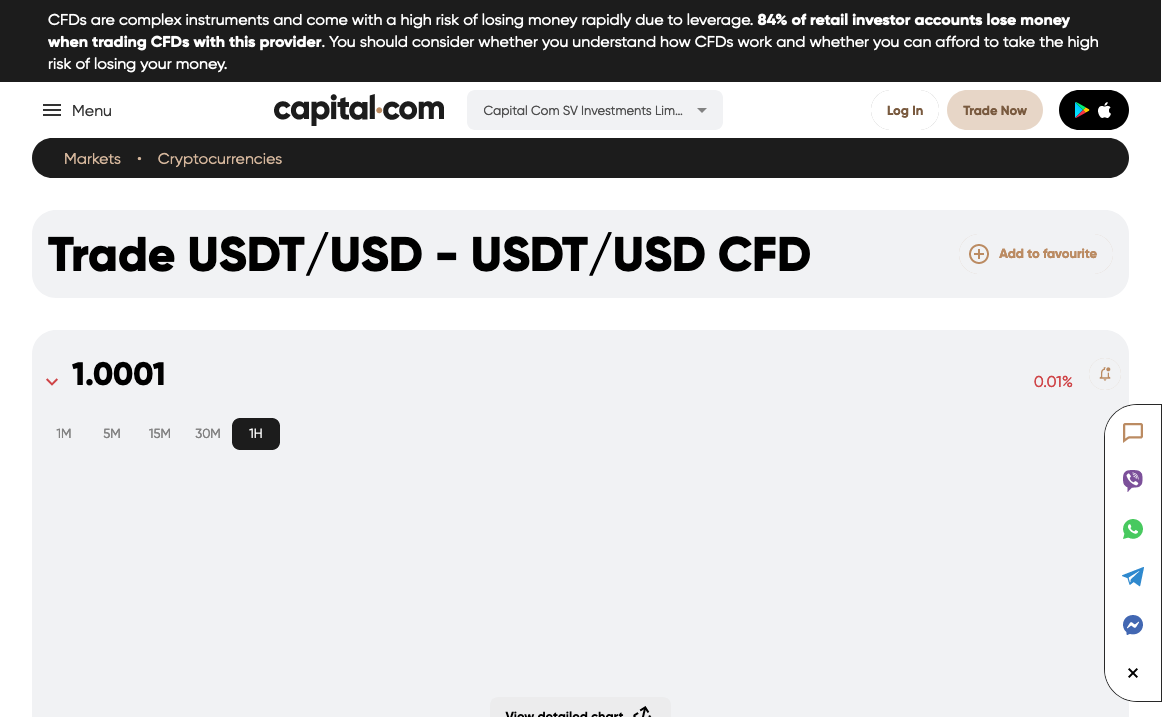 CFDs are complex instruments and come with a high risk of losing money rapidly due to leverage. 84% of retail investor accounts lose money
when trading CFDs with this provider. You should consider whether you understand how CFDs work and whether you can afford to take the high
risk of losing your money.
Menu
capital.com
Capital Com SV Investments Lim...
Log In
Trade Now
Markets • Cryptocurrencies
Trade USDT/USD - USDT/USD CFD
Add to favourite
1.0001
0.01%
1M 5M 15M 30M 1H
View detailed chart